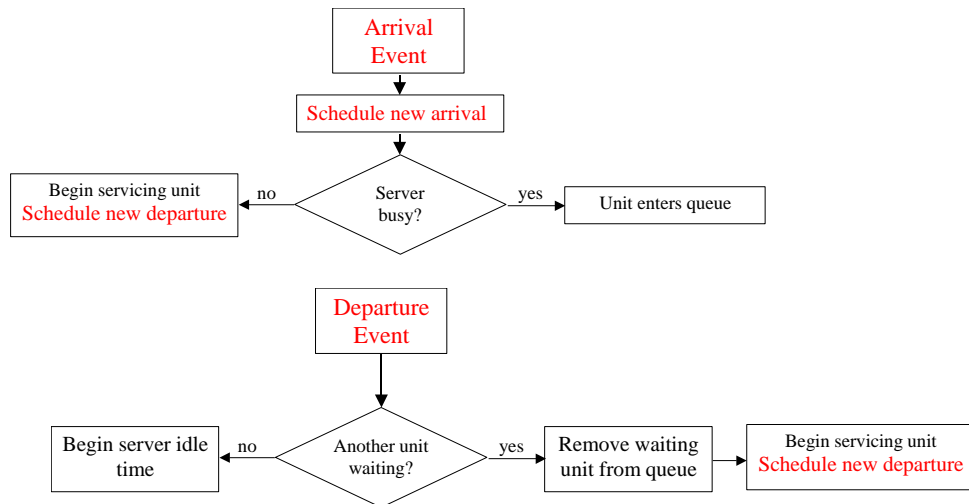 Arrival
Event
Schedule new arrival
Begin servicing unit
Schedule new departure
no
Server
busy?
yes
Unit enters queue
Departure
Event
Begin server idle
time
no
Another unit
waiting?
yes
Remove waiting
unit from queue
Begin servicing unit
Schedule new departure